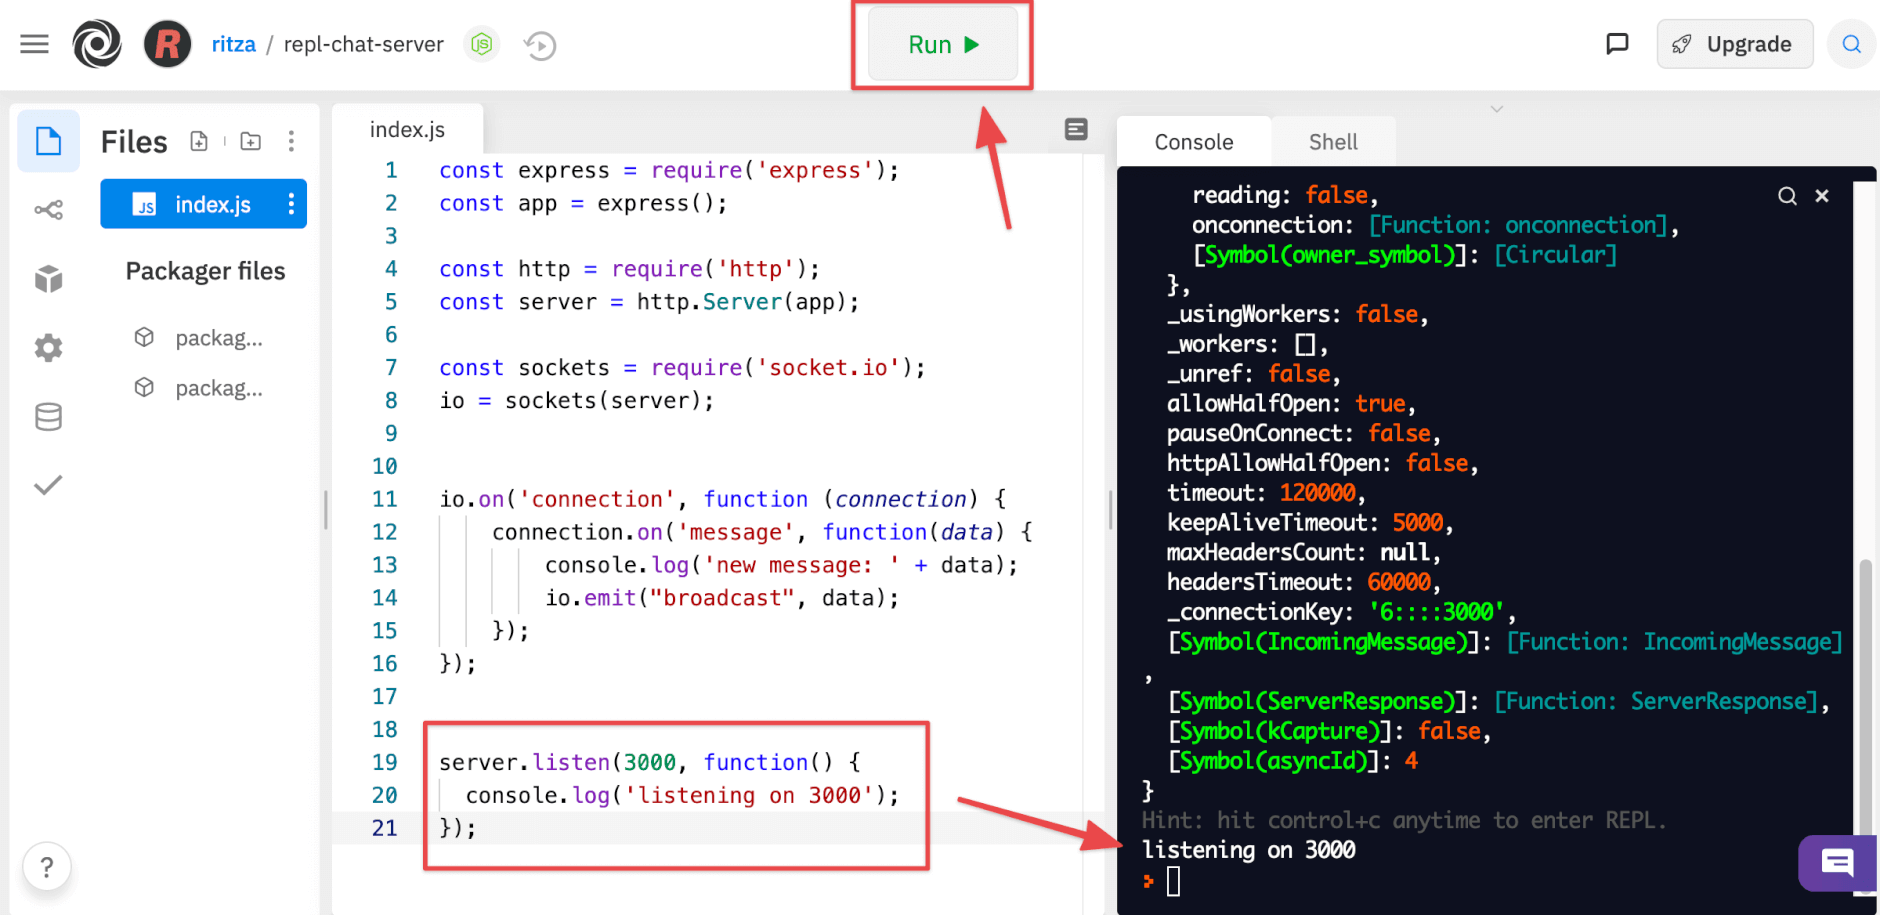 R ritza / repl-chat-server JS
Run
Upgrade
Files
JS index.js
Packager files
packag...
packag...
?
index.js
1 const express = require('express');
2 const app = express();
3
4 const http = require('http');
5 const server = http.Server(app);
6
7 const sockets = require('socket.io');
8 io = sockets(server);
9
10
11 io.on('connection', function (connection) {
12 connection.on('message', function(data) {
13 console.log('new message: ' + data);
14 io.emit("broadcast", data);
15 });
16 });
17
18
19 server.listen(3000, function() {
20 console.log('listening on 3000');
21 });
Console Shell
reading: false,
onconnection: [Function: onconnection],
[Symbol(owner_symbol)]: [Circular]
},
_usingWorkers: false,
_workers: [],
_unref: false,
allowHalfOpen: true,
pauseOnConnect: false,
httpAllowHalfOpen: false,
timeout: 120000,
keepAliveTimeout: 5000,
maxHeadersCount: null,
headersTimeout: 60000,
_connectionKey: '6::::3000',
[Symbol(IncomingMessage)]: [Function: IncomingMessage]
,
[Symbol(ServerResponse)]: [Function: ServerResponse],
[Symbol(kCapture)]: false,
[Symbol(asyncId)]: 4
}
Hint: hit control+c anytime to enter REPL.
listening on 3000